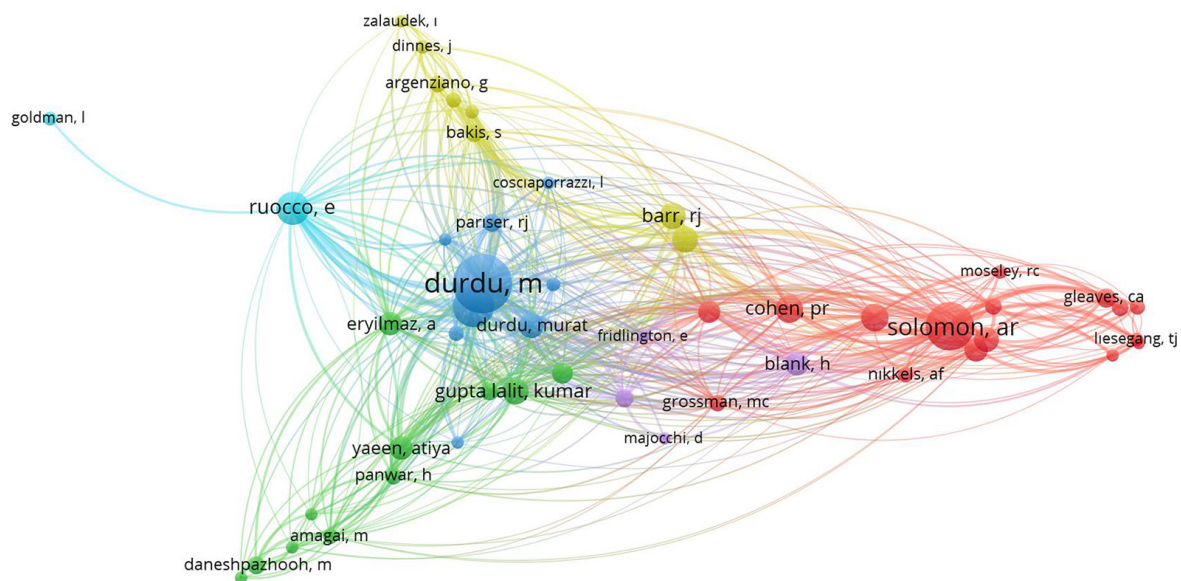 zalaudek, ı
dinnes, j
argenziano, g
goldman, l
bakis, s
coscıaporrazzı, l
ruocco, e
parıser, rj
barr, rj
moseley, rc
durdu, m
gleaves, ca
cohen, pr
eryilmaz, a
durdu, murat
solomon, ar
fridlington, e
lıesegang, tj
blank, h
nıkkels, af
gupta lalit, kumar
grossman, mc
majocchi, d
yaeen, atiya
panwar, h
amagai, m
daneshpazhooh, m